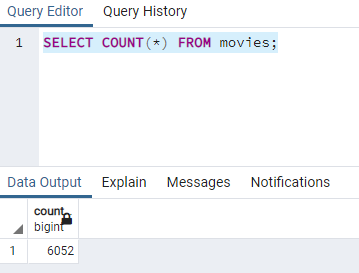 Query Editor Query History
1 SELECT COUNT(*) FROM movies;
Data Output Explain Messages Notifications
count
bigint
1 6052